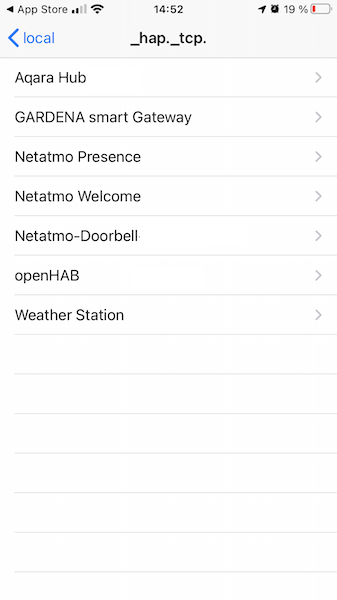 App Store 14:52 19 %
local _hap._tcp.
Aqara Hub
GARDENA smart Gateway
Netatmo Presence
Netatmo Welcome
Netatmo-Doorbell
openHAB
Weather Station